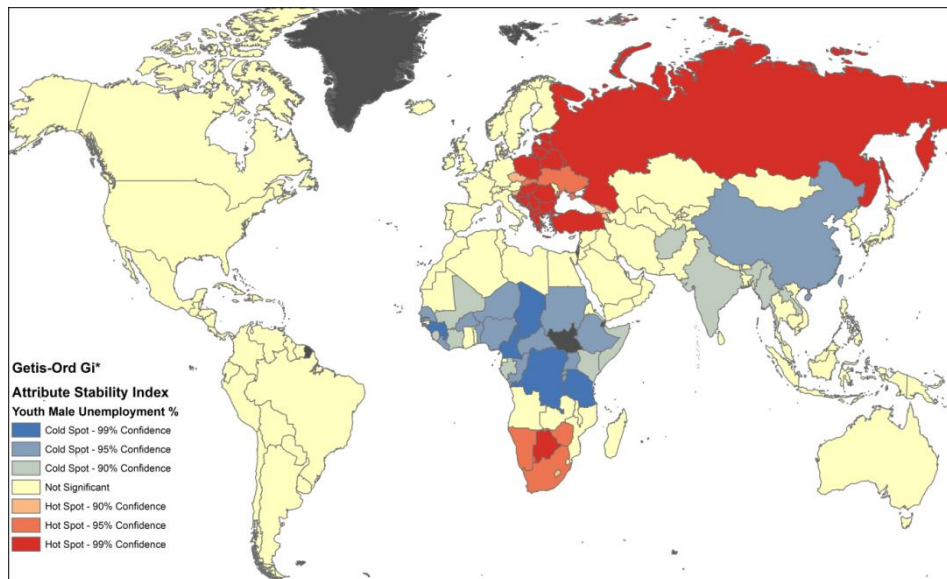 Getis-Ord Gi*
Attribute Stability Index
Youth Male Unemployment %
Cold Spot - 99% Confidence
Cold Spot - 95% Confidence
Cold Spot - 90% Confidence
Not Significant
Hot Spot - 90% Confidence
Hot Spot - 95% Confidence
Hot Spot - 99% Confidence